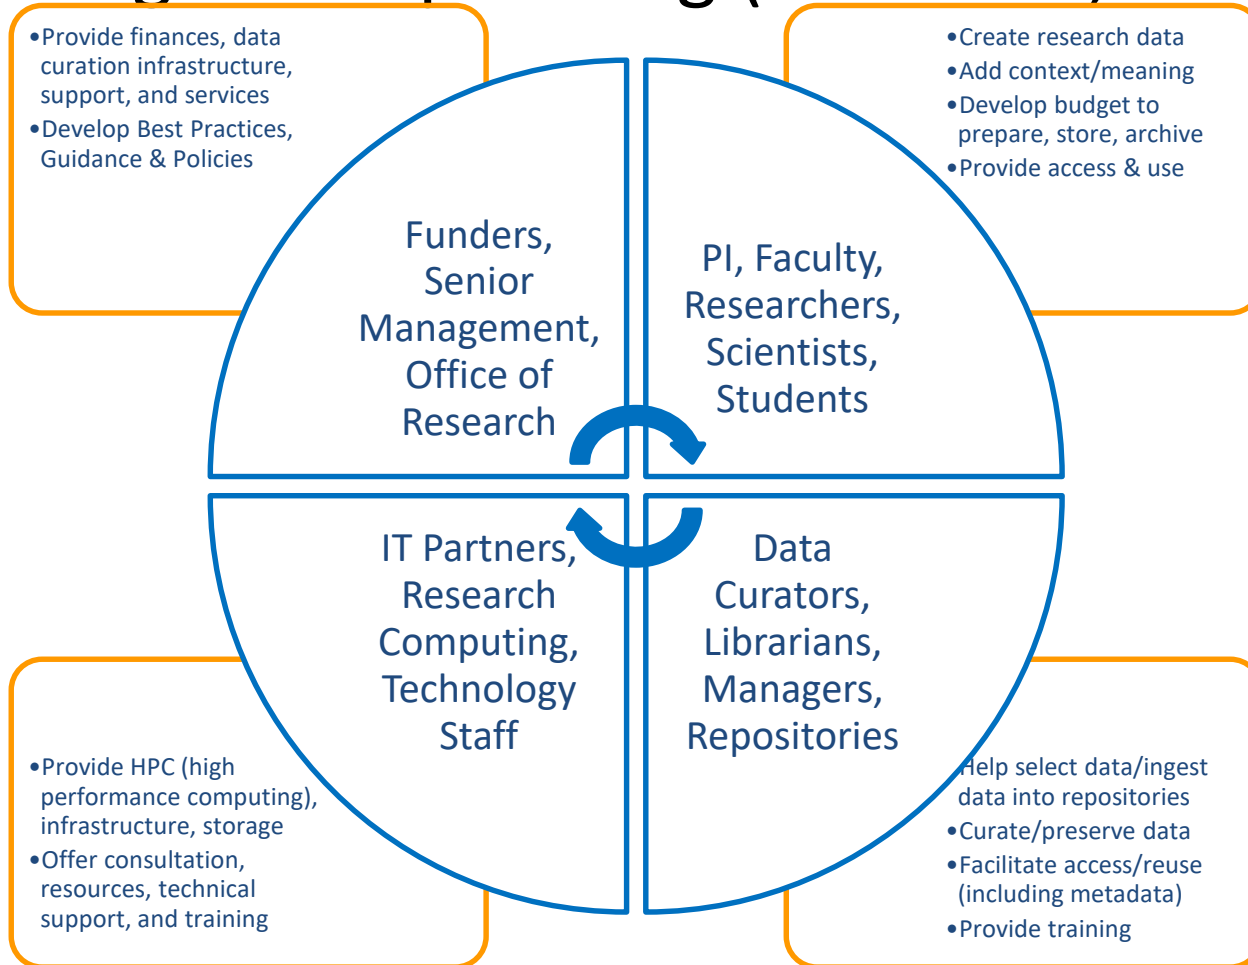 •Provide finances, data
curation infrastructure,
support, and services
•Develop Best Practices,
Guidance & Policies
•Create research data
•Add context/meaning
•Develop budget to
prepare, store, archive
•Provide access & use
Funders,
Senior
Management,
Office of
Research
PI, Faculty,
Researchers,
Scientists,
Students
IT Partners,
Research
Computing,
Technology
Staff
Data
Curators,
Librarians,
Managers,
Repositories
•Provide HPC (high
performance computing),
infrastructure, storage
•Offer consultation,
resources, technical
support, and training
Help select data/ingest
data into repositories
•Curate/preserve data
•Facilitate access/reuse
(including metadata)
•Provide training